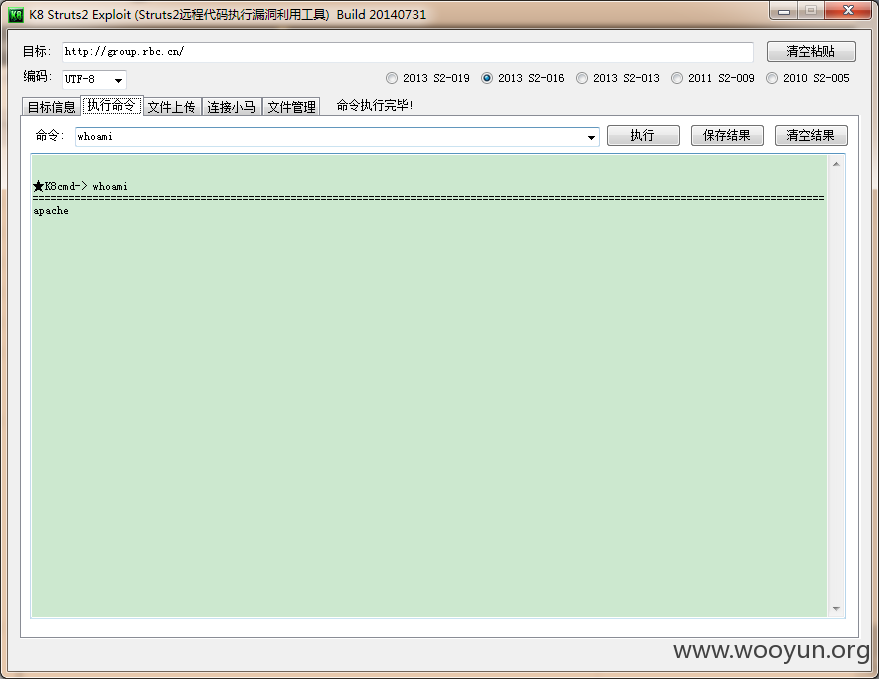 K8 K8 Struts2 Exploit (Struts2远程代码执行漏洞利用工具) Build 20140731
目标: http://group.rbc.cn/ 清空粘贴
编码: UTF-8 2013 S2-019 2013 S2-016 2013 S2-013 2011 S2-009 2010 S2-005
目标信息 执行命令 文件上传 连接小马 文件管理 命令执行完毕!
命令: whoami 执行 保存结果 清空结果
★K8cmd-> whoami
====================================================================================================================================
apache
www.wooyun.org